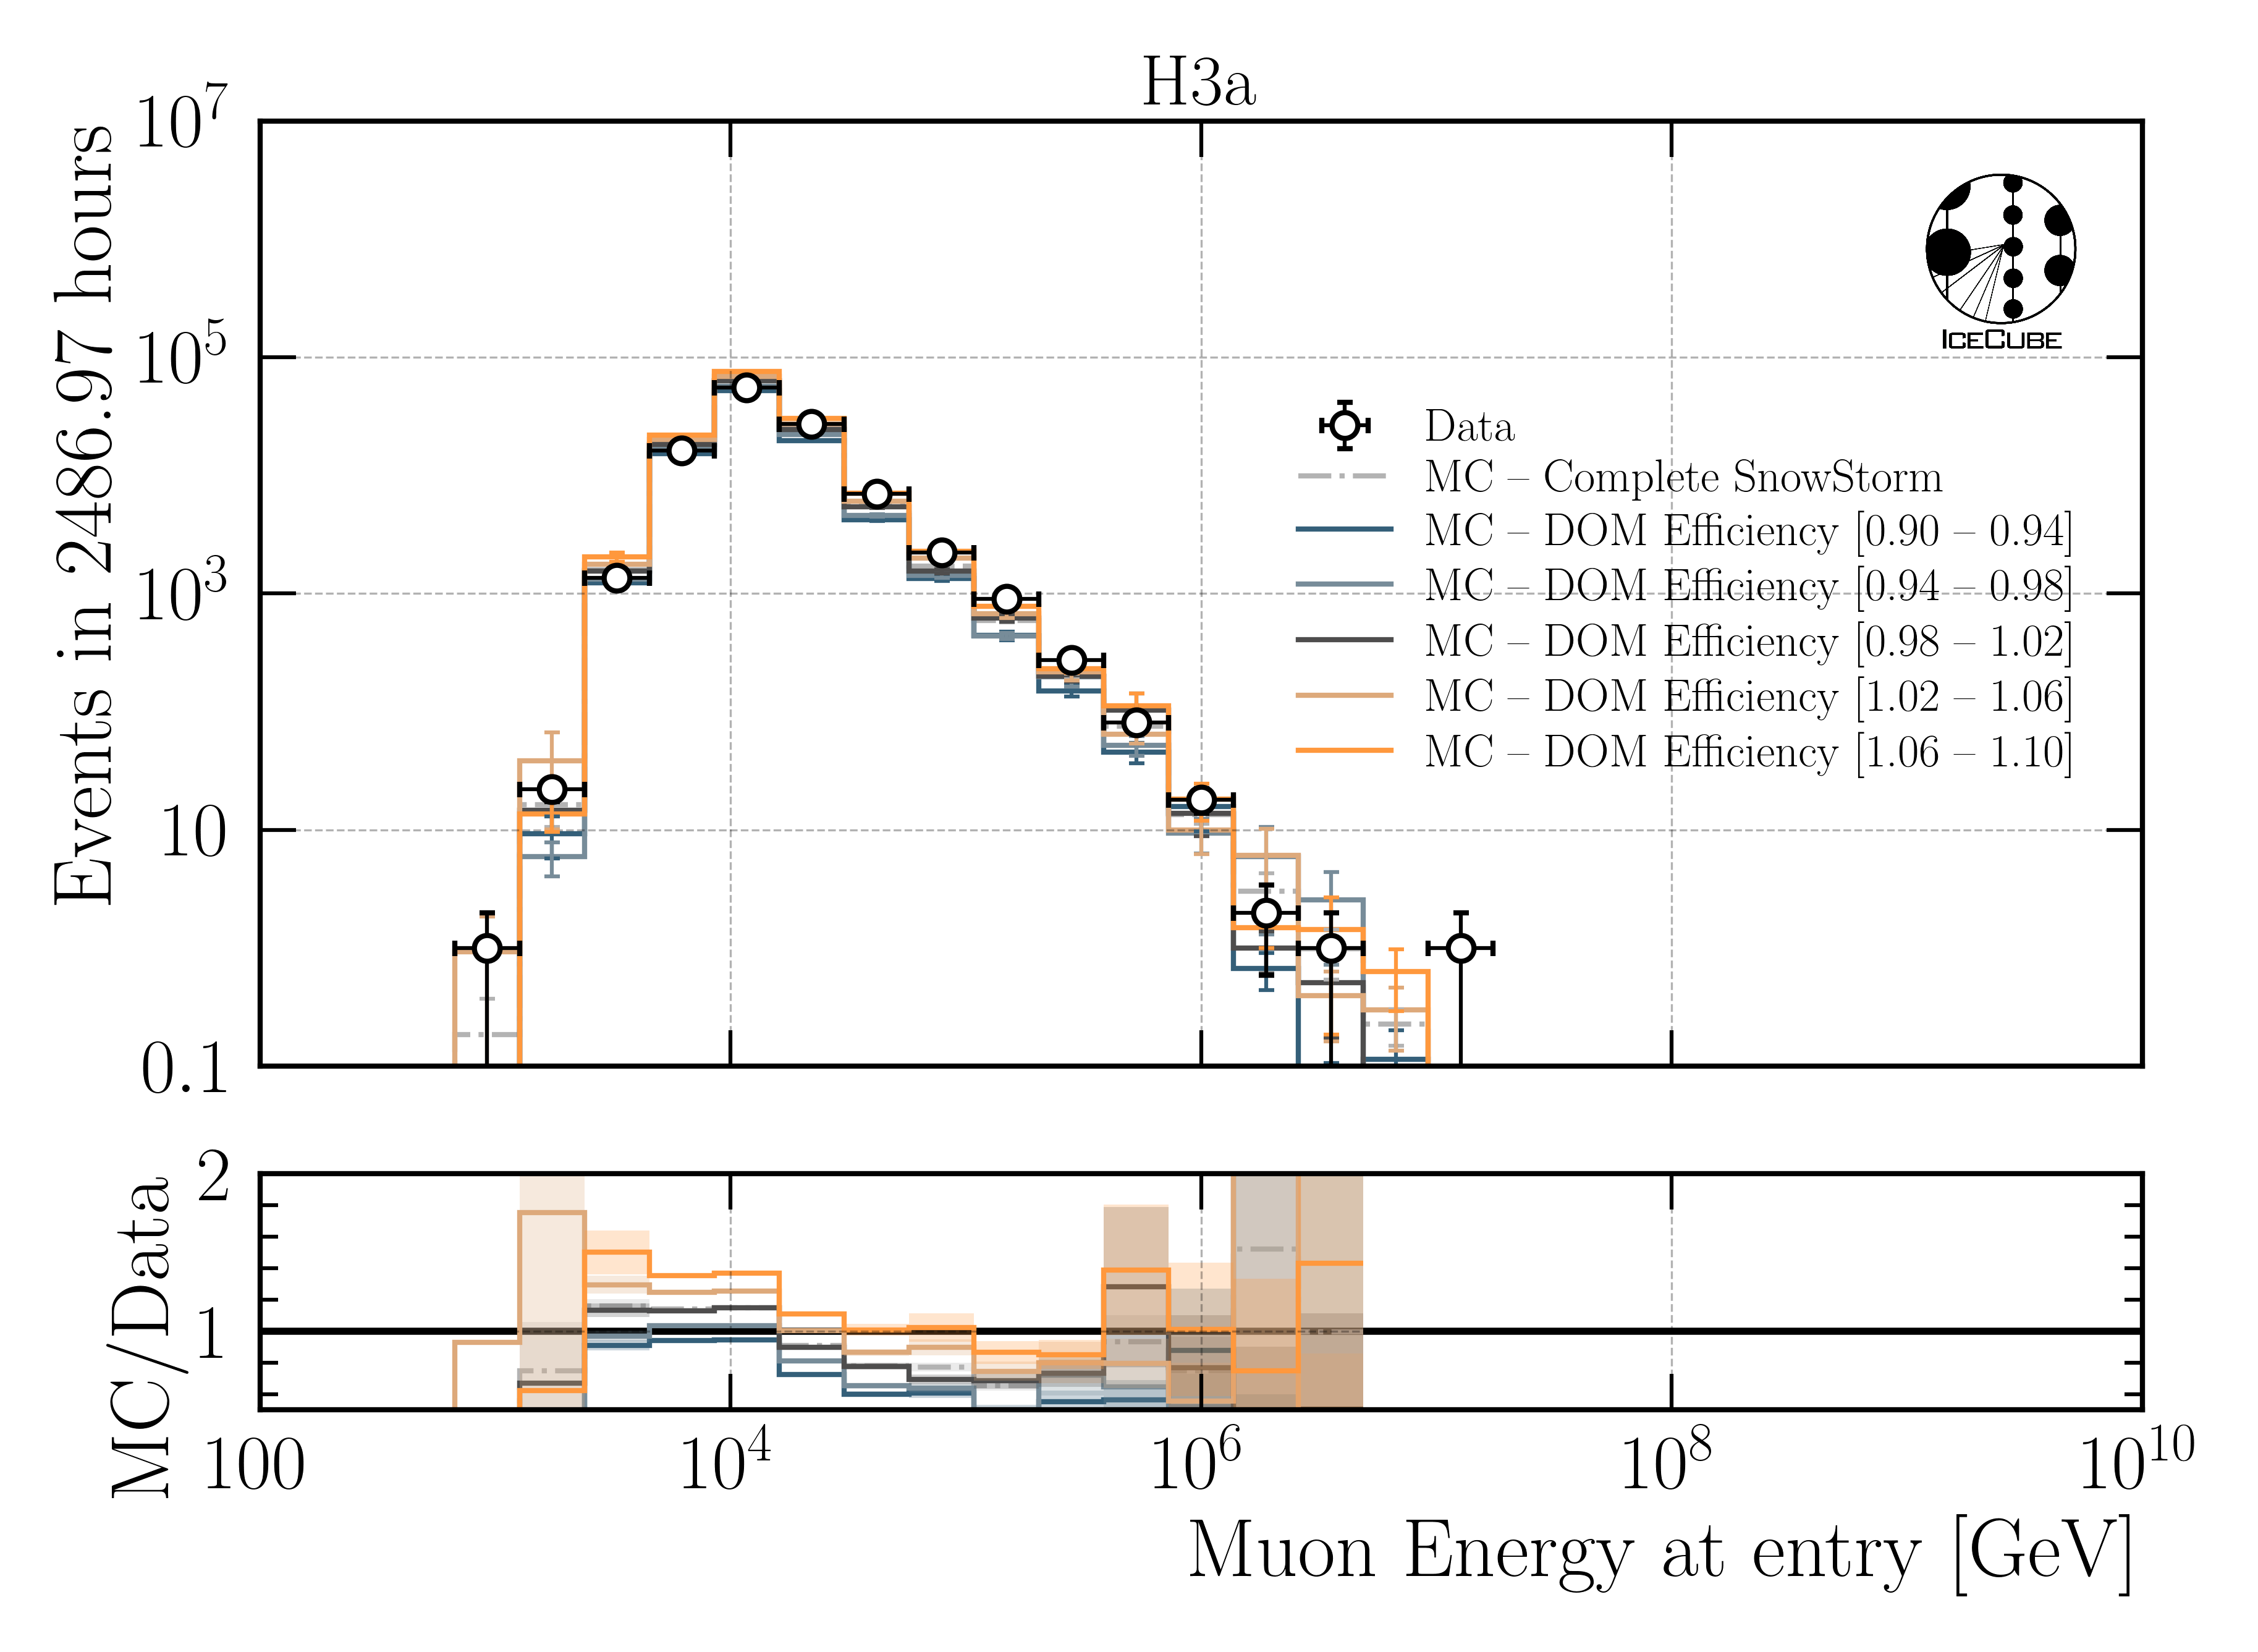 H3a
Events in 2486.97 hours
10^7
10^5
10^3
10
0.1
ICECUBE
Data
MC – Complete SnowStorm
MC – DOM Efficiency [0.90 – 0.94]
MC – DOM Efficiency [0.94 – 0.98]
MC – DOM Efficiency [0.98 – 1.02]
MC – DOM Efficiency [1.02 – 1.06]
MC – DOM Efficiency [1.06 – 1.10]
MC/Data
2
1
100 10^4 10^6 10^8 10^10
Muon Energy at entry [GeV]